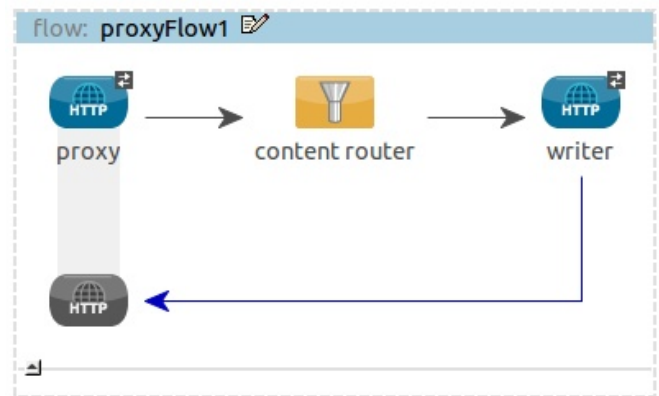 flow: proxyFlow1
HTTP
HTTP
proxy
content router
writer
HTTP